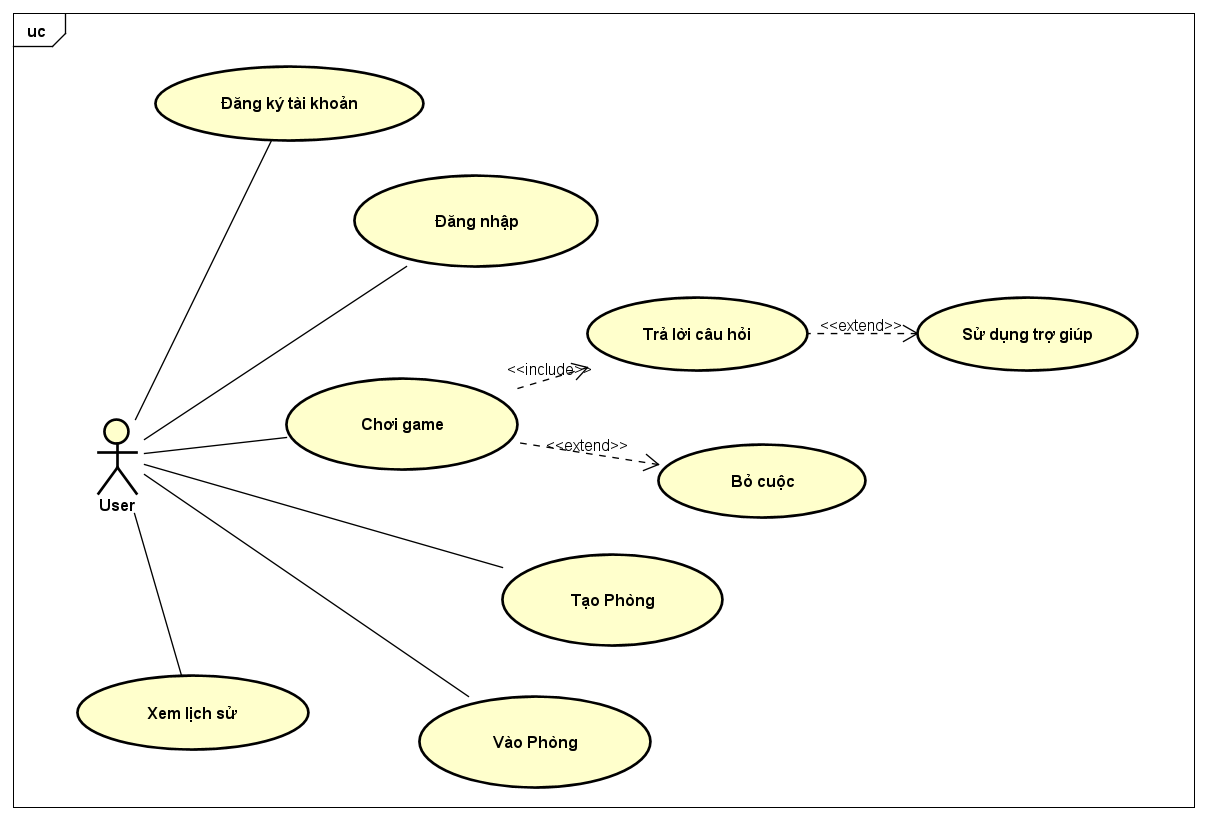 uc
Đăng ký tài khoản
Đăng nhập
Trả lời câu hỏi
<<extend>>
Sử dụng trợ giúp
<<include>>
Chơi game
<<extend>>
Bỏ cuộc
User
Tạo Phòng
Xem lịch sử
Vào Phòng